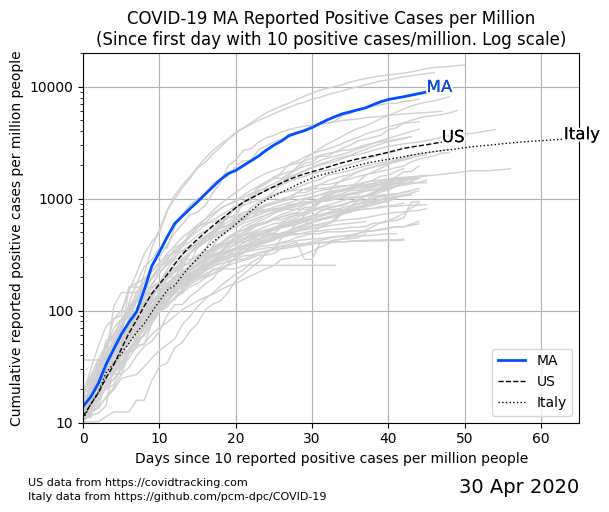 COVID-19 MA Reported Positive Cases per Million
(Since first day with 10 positive cases/million. Log scale)
Cumulative reported positive cases per million people
10000
1000
100
10
MA
US
Italy
MA
US
Italy
0
10
20
30
40
50
60
Days since 10 reported positive cases per million people
US data from https://covidtracking.com
Italy data from https://github.com/pcm-dpc/COVID-19
30 Apr 2020